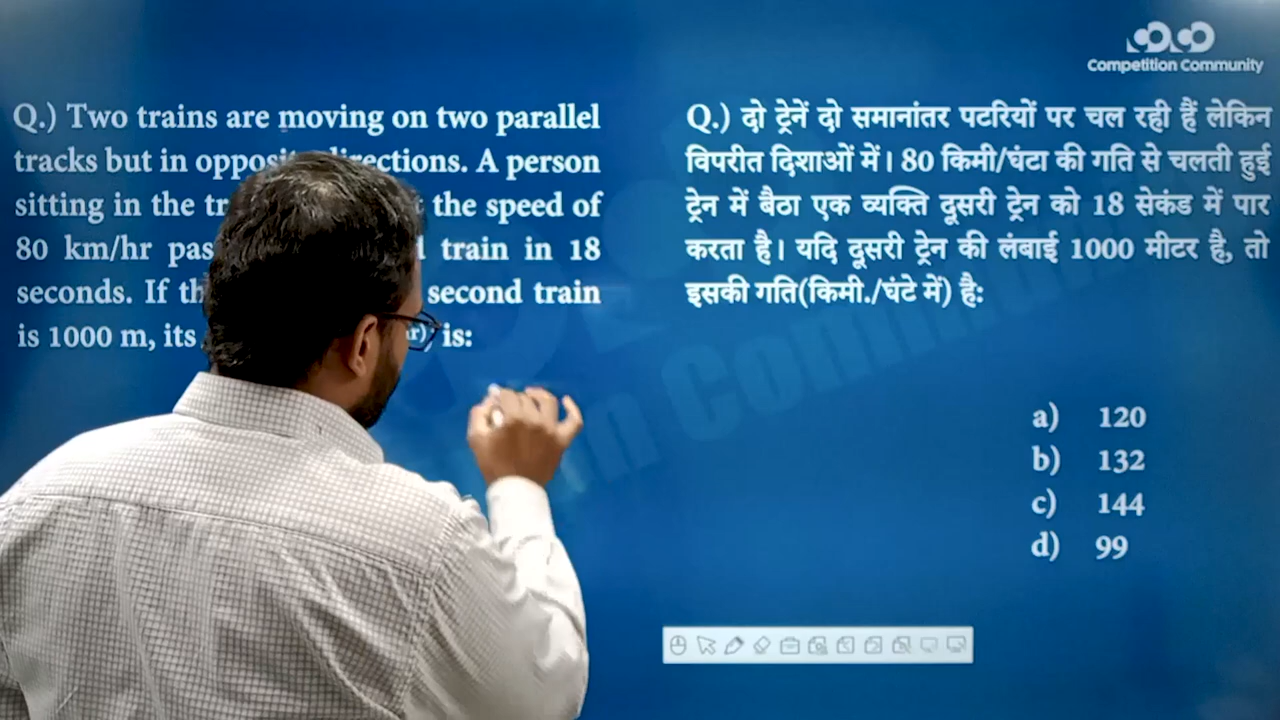 Competition Community
Q.) Two trains are moving on two parallel
tracks but in opposite directions. A person
sitting in the the speed of
80 km/hr train in 18
seconds. If second train
is 1000 m, its is:
Q.) दो ट्रेनें दो समानांतर पटरियों पर चल रही हैं लेकिन
विपरीत दिशाओं में। 80 किमी/घंटा की गति से चलती हुई
ट्रेन में बैठा एक व्यक्ति दूसरी ट्रेन को 18 सेकंड में पार
करता है। यदि दूसरी ट्रेन की लंबाई 1000 मीटर है, तो
इसकी गति(किमी./घंटे में) है:
a) 120
b) 132
c) 144
d) 99